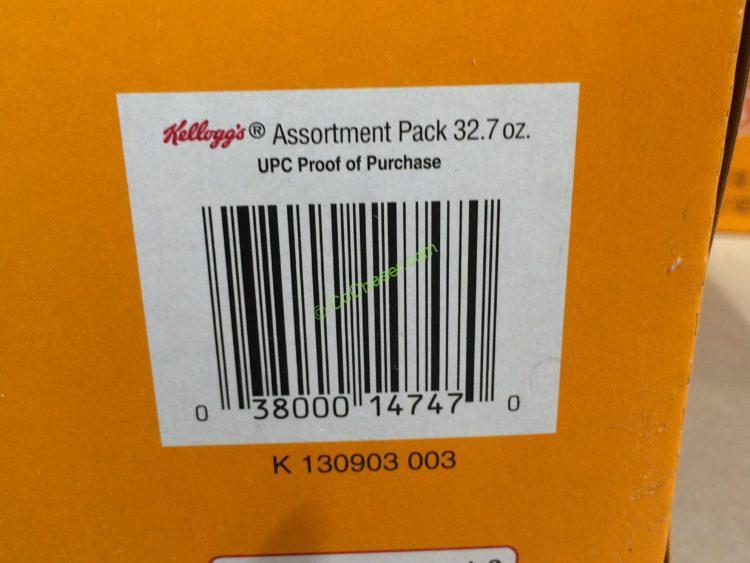 Kellogg's® Assortment Pack 32.7 oz.
UPC Proof of Purchase
© CoChaser.com
0 38000 14747 0
K 130903 003